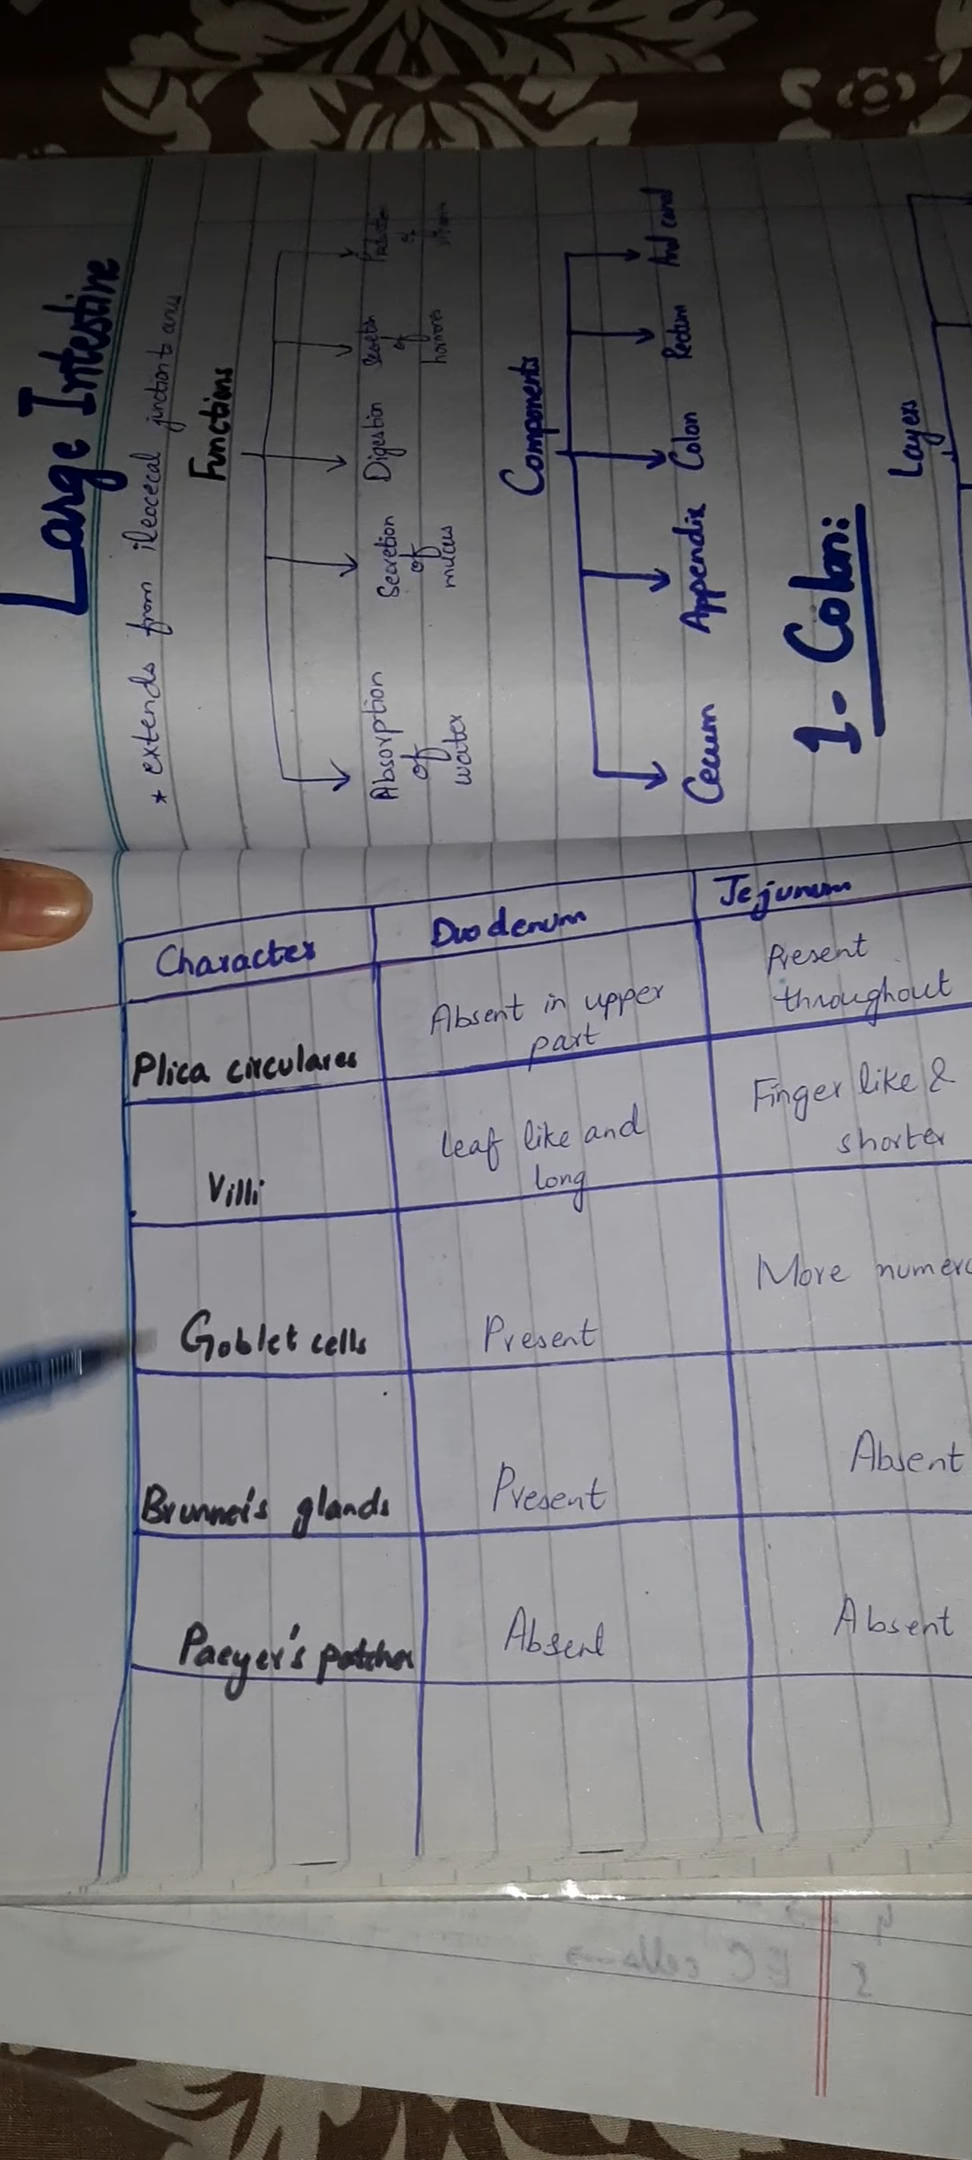 Large Intestine
* extends from ileocecal junction to anus
Functions
Absorption
of
water
Secretion
of
mucus
Digestion
Secretion
of
hormones
of
Components
Cecum
Appendix
Colon
Rectum
Anal canal
1- Colon:
Layers
Character
Duodenum
Jejunum
Plica circulares
Absent in upper
part
Present
throughout
Villi
leaf like and
long
Finger like &
shorter
Goblet cells
Present
More
Brunner's glands
Present
Absent
Paeyer's patches
Absent
Absent
EC cells